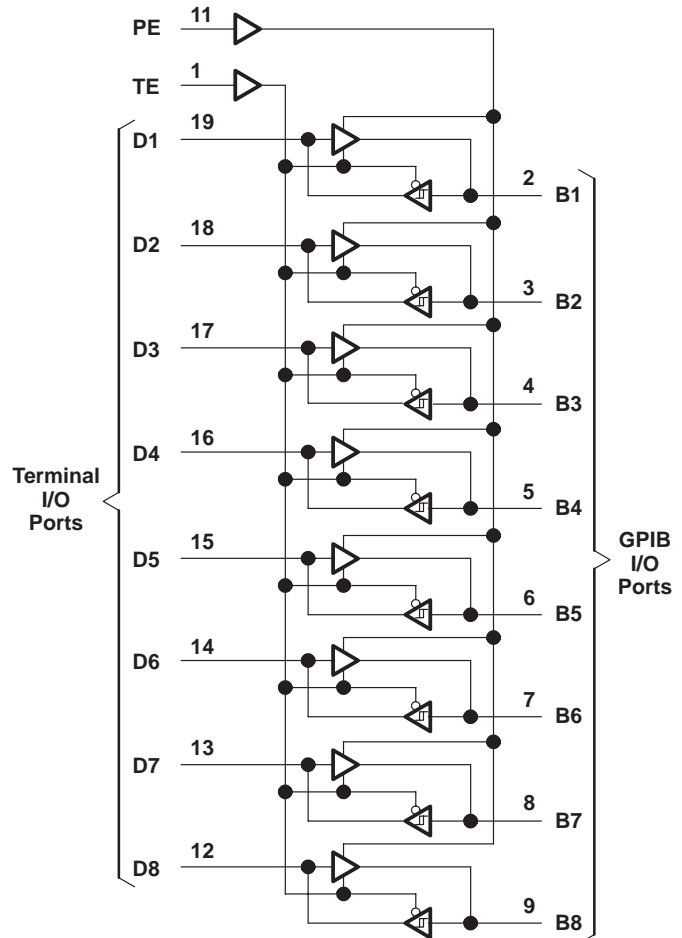 PE 11
TE 1
D1 19
2 B1
D2 18
3 B2
D3 17
4 B3
D4 16
Terminal
I/O
Ports
5 B4
D5 15
GPIB
I/O
Ports
6 B5
D6 14
7 B6
D7 13
8 B7
D8 12
9 B8